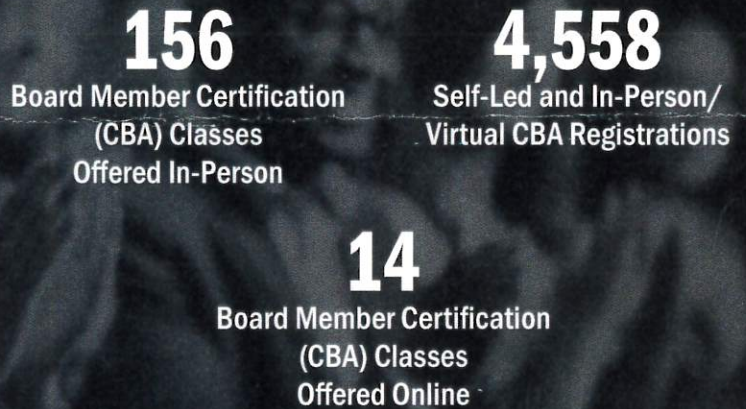 156
Board Member Certification
(CBA) Classes
Offered In-Person
4,558
Self-Led and In-Person/
Virtual CBA Registrations
14
Board Member Certification
(CBA) Classes
Offered Online